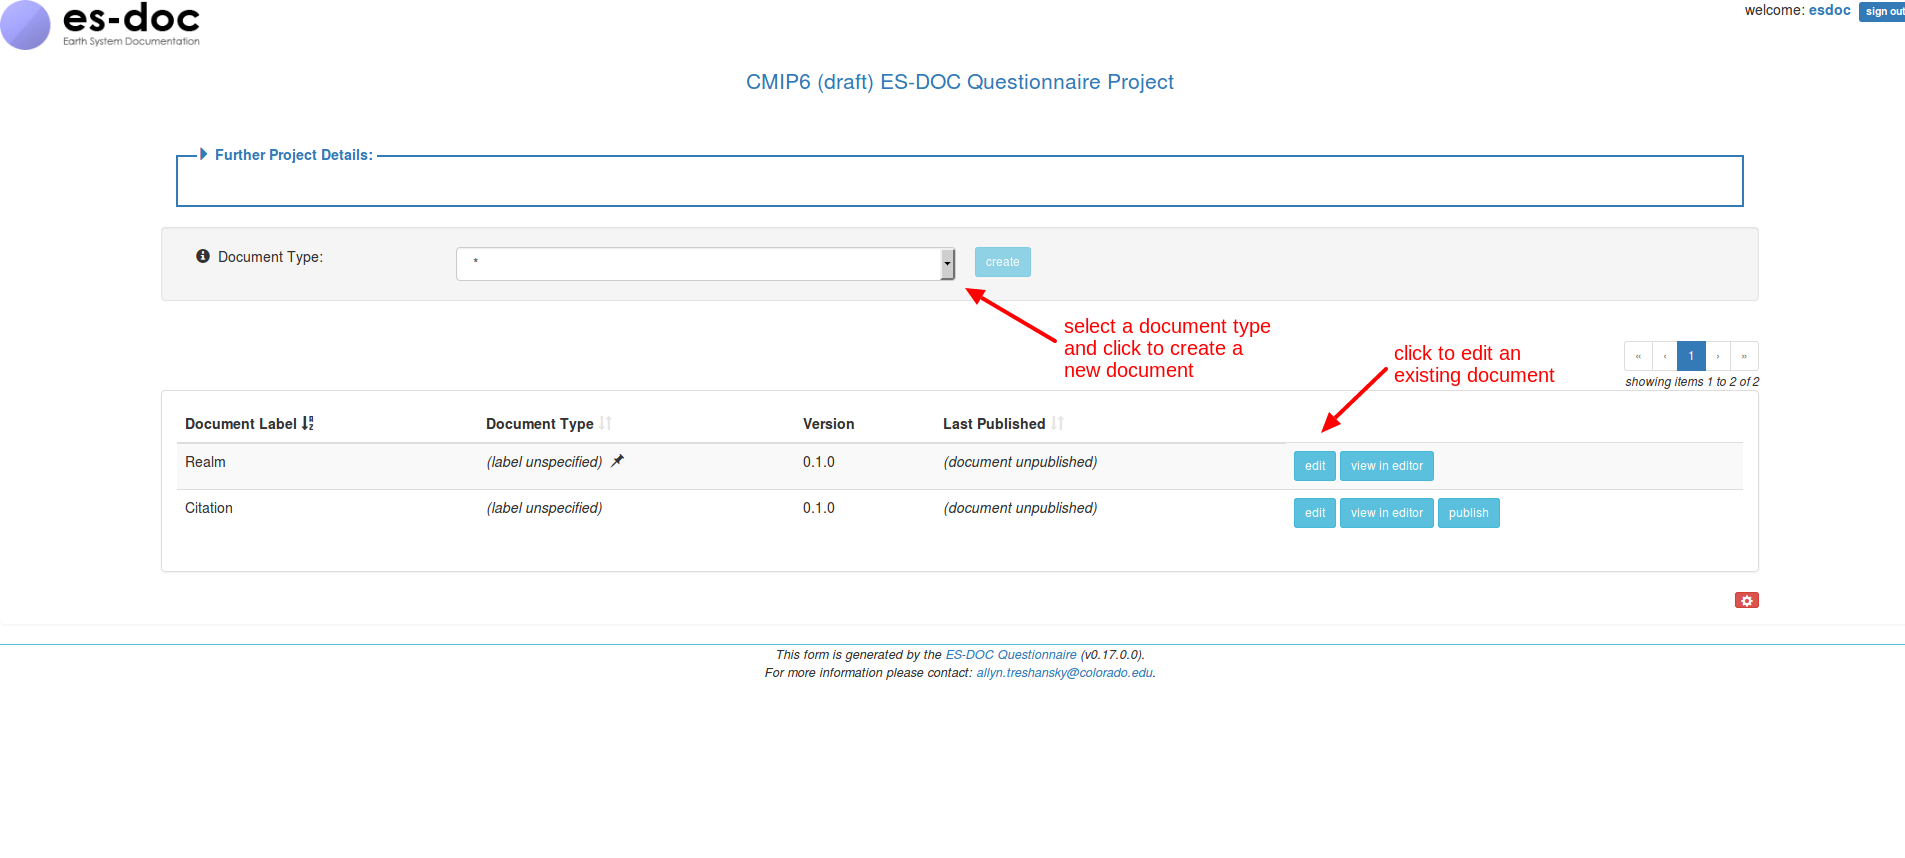 es-doc
Earth System Documentation
welcome: esdoc sign out
CMIP6 (draft) ES-DOC Questionnaire Project
Further Project Details:
Document Type: * create
select a document type
and click to create a
new document
click to edit an
existing document
« ‹ 1 › »
showing items 1 to 2 of 2
Document Label Document Type Version Last Published
Realm (label unspecified) 0.1.0 (document unpublished) edit view in editor
Citation (label unspecified) 0.1.0 (document unpublished) edit view in editor publish
This form is generated by the ES-DOC Questionnaire (v0.17.0.0).
For more information please contact: allyn.treshansky@colorado.edu.